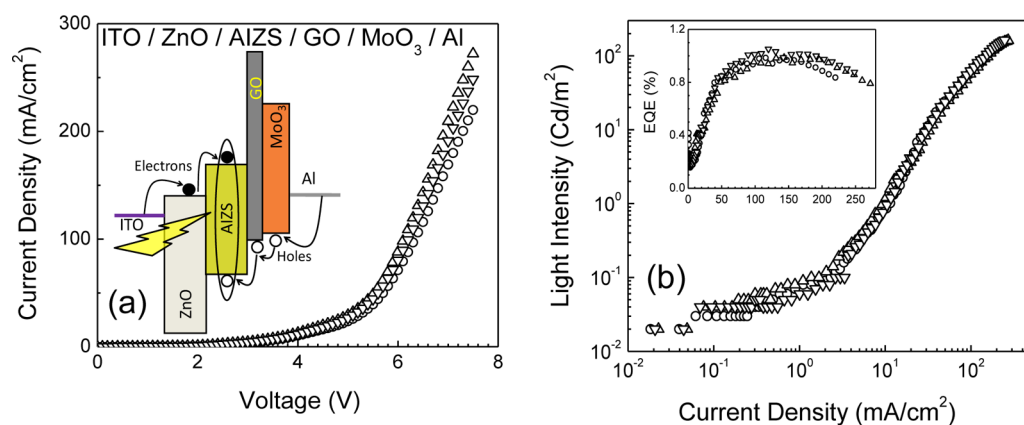 ITO / ZnO / AIZS / GO / MoO3 / Al
300
200
100
0
0 2 4 6 8
Current Density (mA/cm2)
Voltage (V)
(a)
GO
MoO3
Electrons
Al
ITO
AIZS
Holes
ZnO
10^2
10^1
10^0
10^-1
10^-2
10^-2 10^-1 10^0 10^1 10^2
Light Intensity (Cd/m2)
Current Density (mA/cm2)
(b)
1.2
0.8
0.4
0.0
0 50 100 150 200 250
EQE (%)